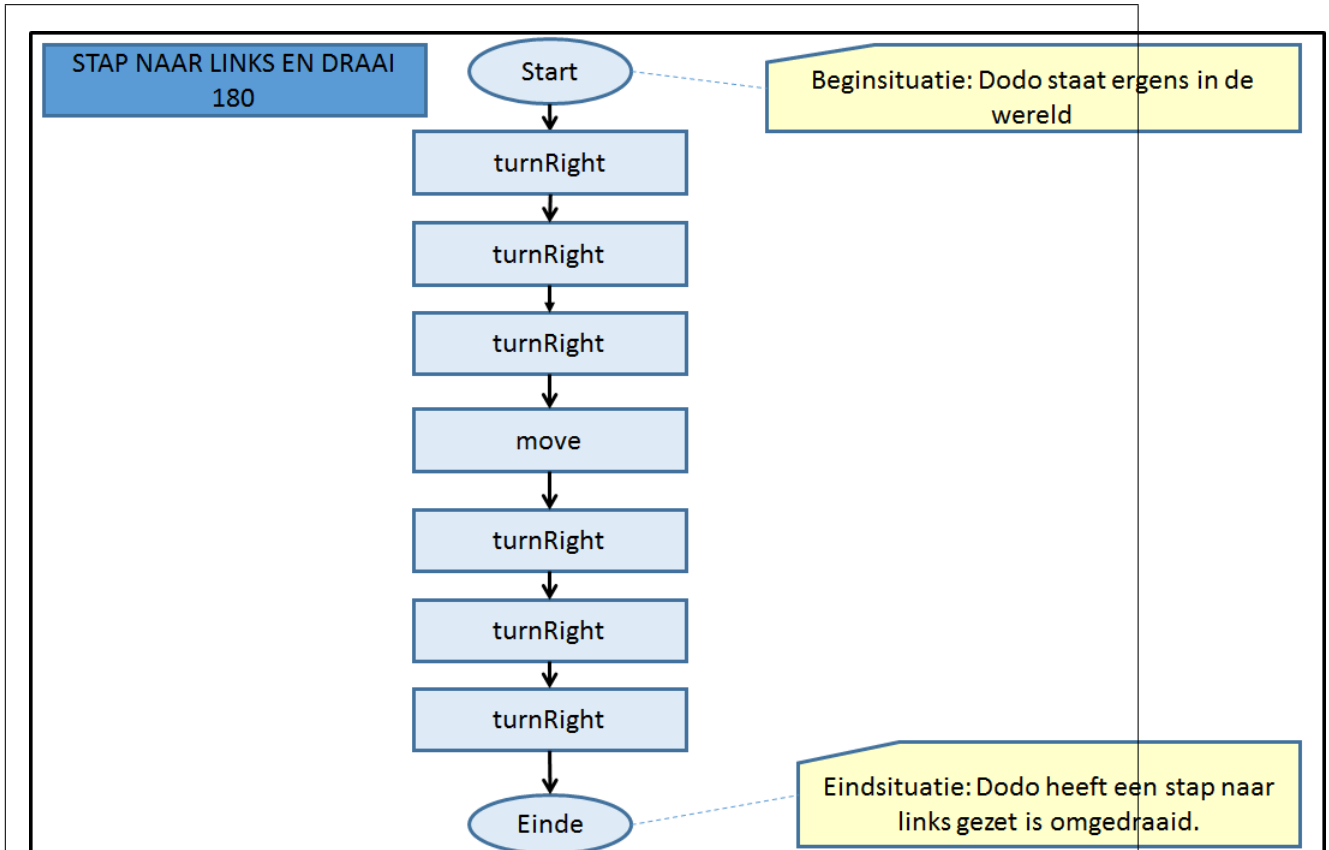 STAP NAAR LINKS EN DRAAI
180
Start
Beginsituatie: Dodo staat ergens in de
wereld
turnRight
turnRight
turnRight
move
turnRight
turnRight
turnRight
Eindsituatie: Dodo heeft een stap naar
links gezet is omgedraaid.
Einde